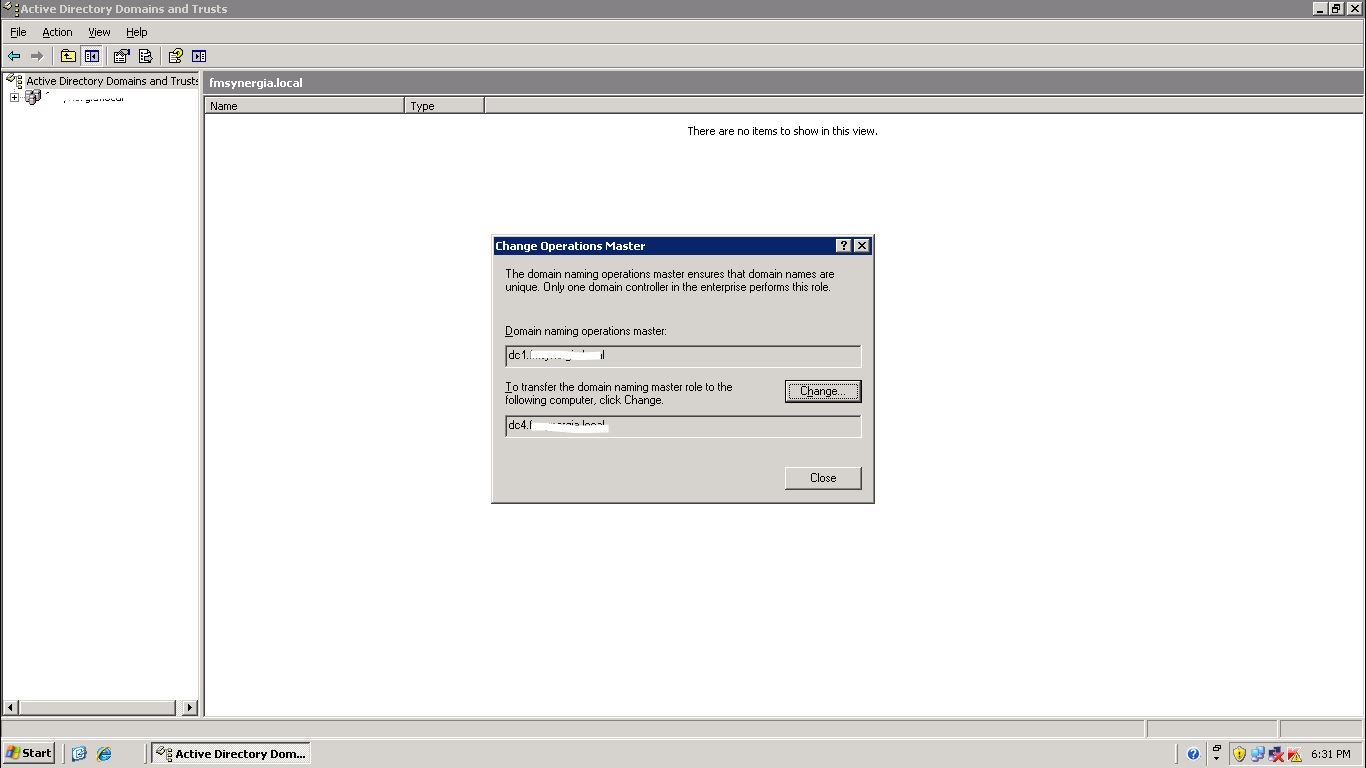 Active Directory Domains and Trusts
File Action View Help
Active Directory Domains and Trusts
fmsynergia.local
Name Type
There are no items to show in this view.
Change Operations Master
The domain naming operations master ensures that domain names are
unique. Only one domain controller in the enterprise performs this role.
Domain naming operations master:
dc1.
To transfer the domain naming master role to the
following computer, click Change.
Change...
dc4.
Close
Start
Active Directory Dom...
6:31 PM